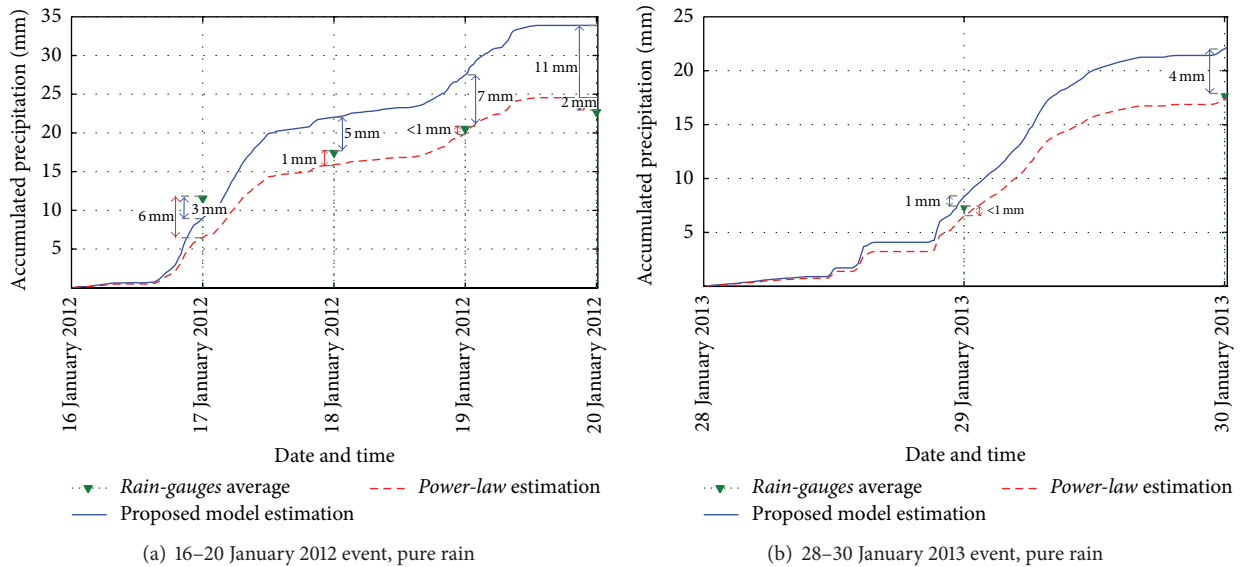 Accumulated precipitation (mm)
35
30
25
20
15
10
5
6 mm
3 mm
1 mm
5 mm
<1 mm
7 mm
11 mm
2 mm
16 January 2012
17 January 2012
18 January 2012
19 January 2012
20 January 2012
Date and time
Rain-gauges average
Power-law estimation
Proposed model estimation
(a) 16–20 January 2012 event, pure rain
Accumulated precipitation (mm)
25
20
15
10
5
1 mm
<1 mm
4 mm
28 January 2013
29 January 2013
30 January 2013
Date and time
Rain-gauges average
Power-law estimation
Proposed model estimation
(b) 28–30 January 2013 event, pure rain